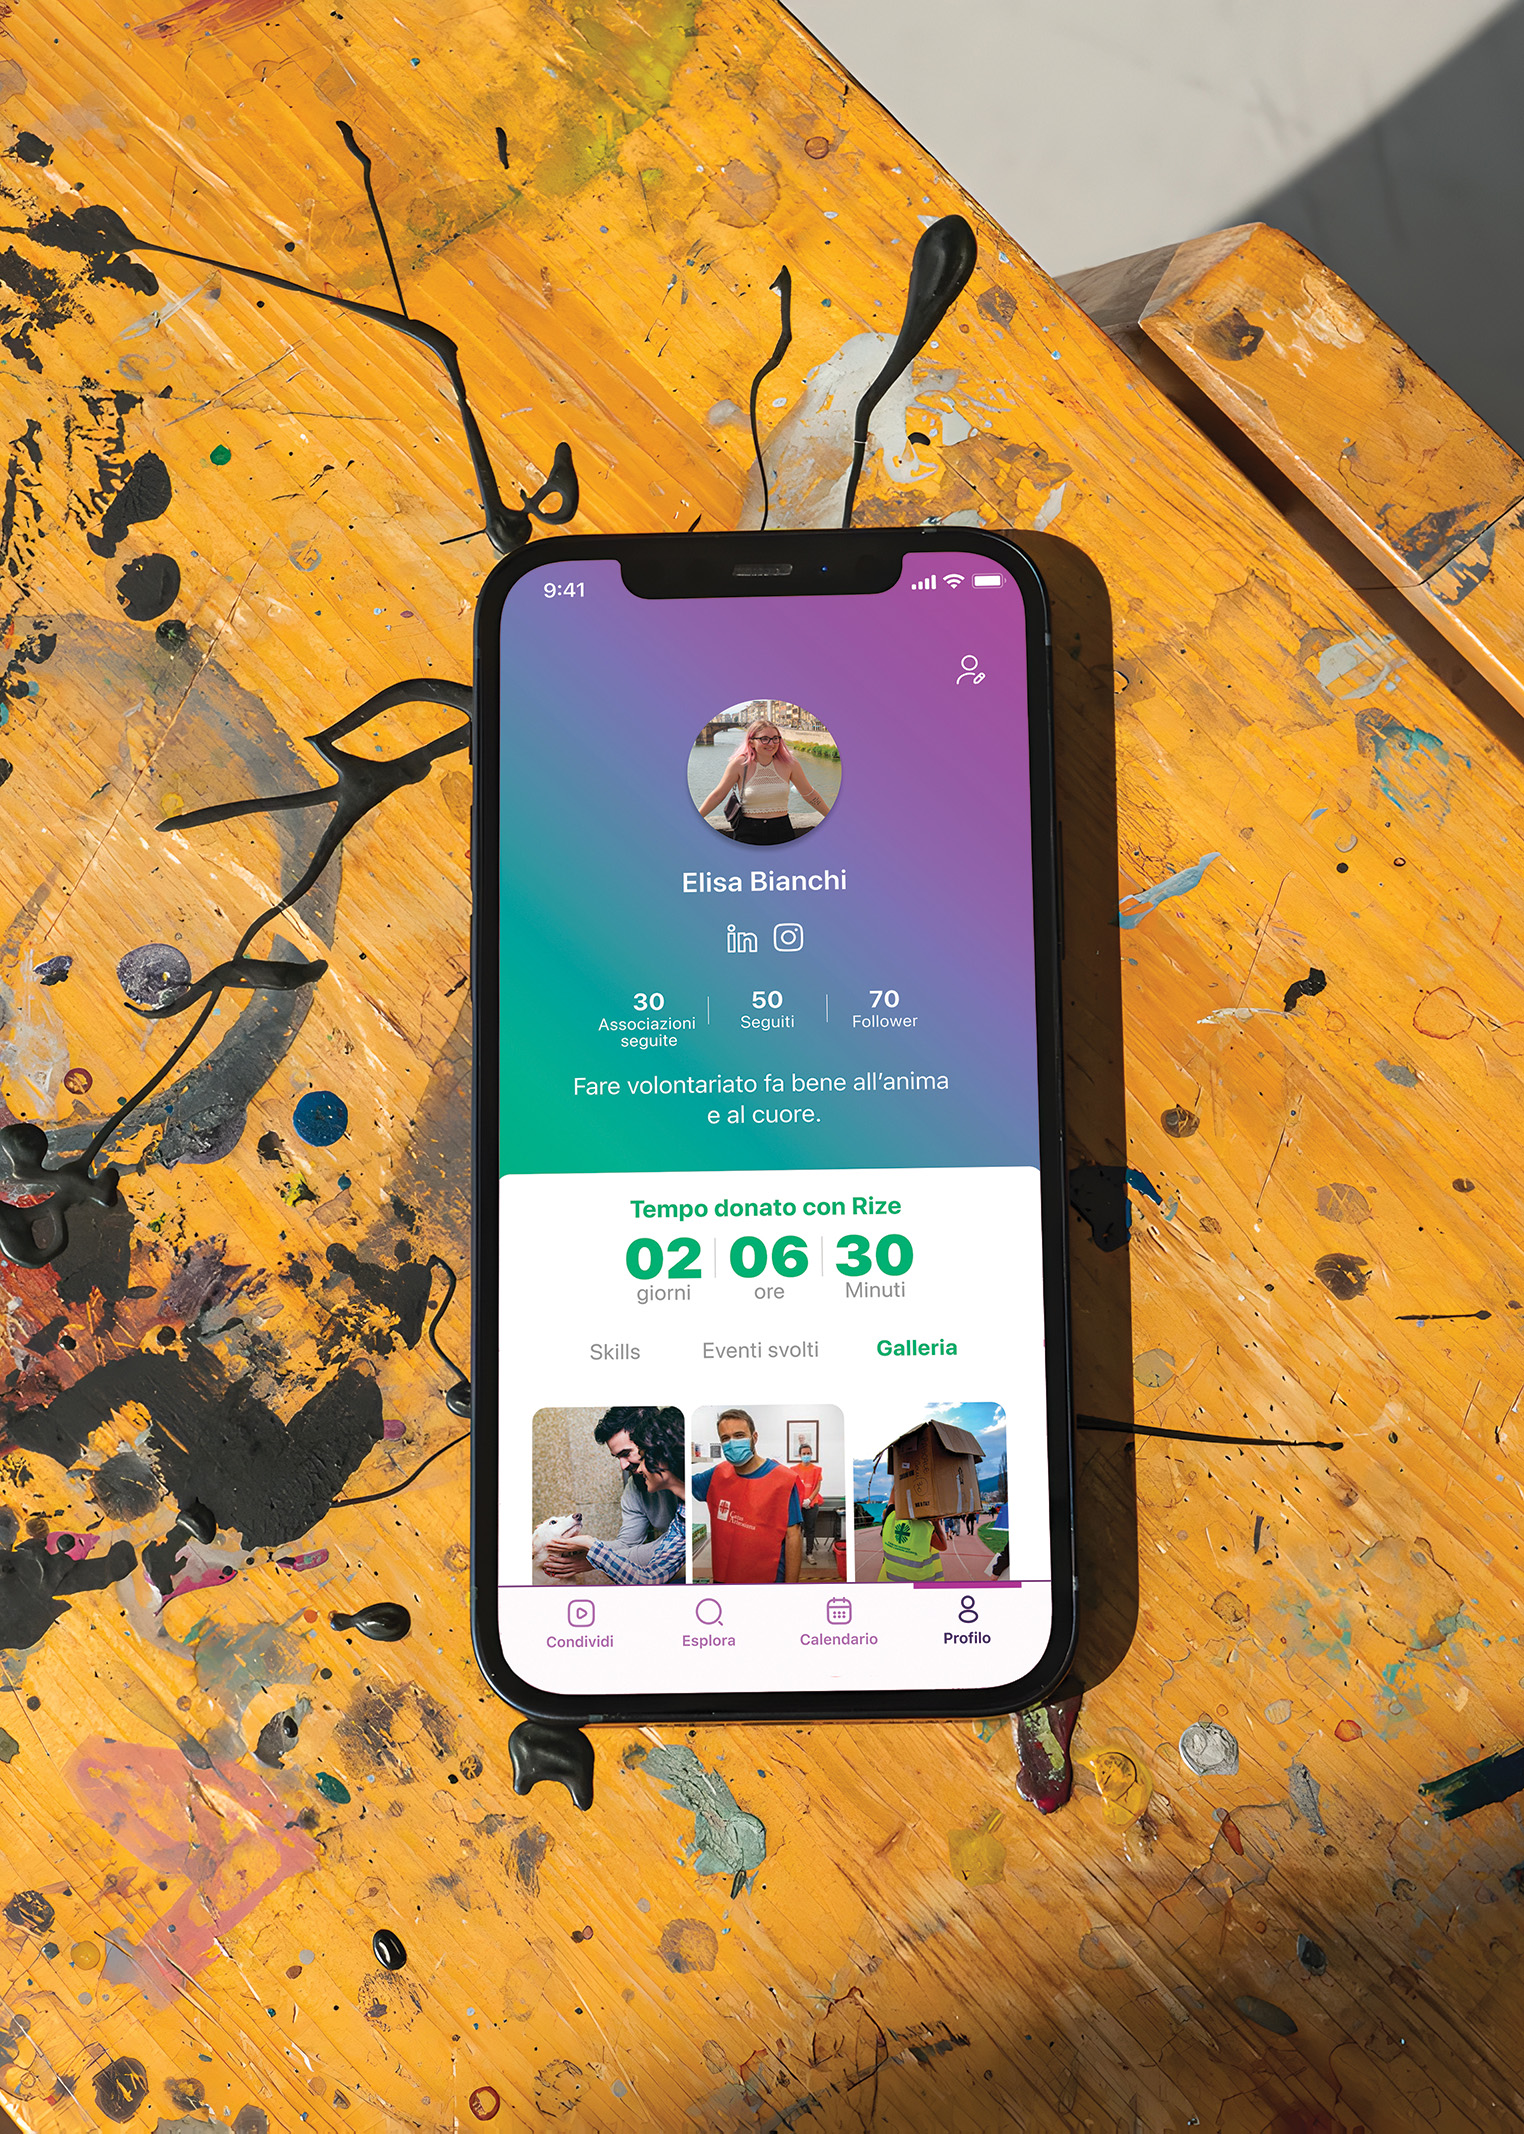 9:41
Elisa Bianchi
in
30
50
70
Associazioni
seguite
Seguiti
Follower
Fare volontariato fa bene all'anima
e al cuore.
Tempo donato con Rize
02
06
30
giorni
ore
Minuti
Skills
Eventi svolti
Galleria
Condividi
Esplora
Calendario
Profilo